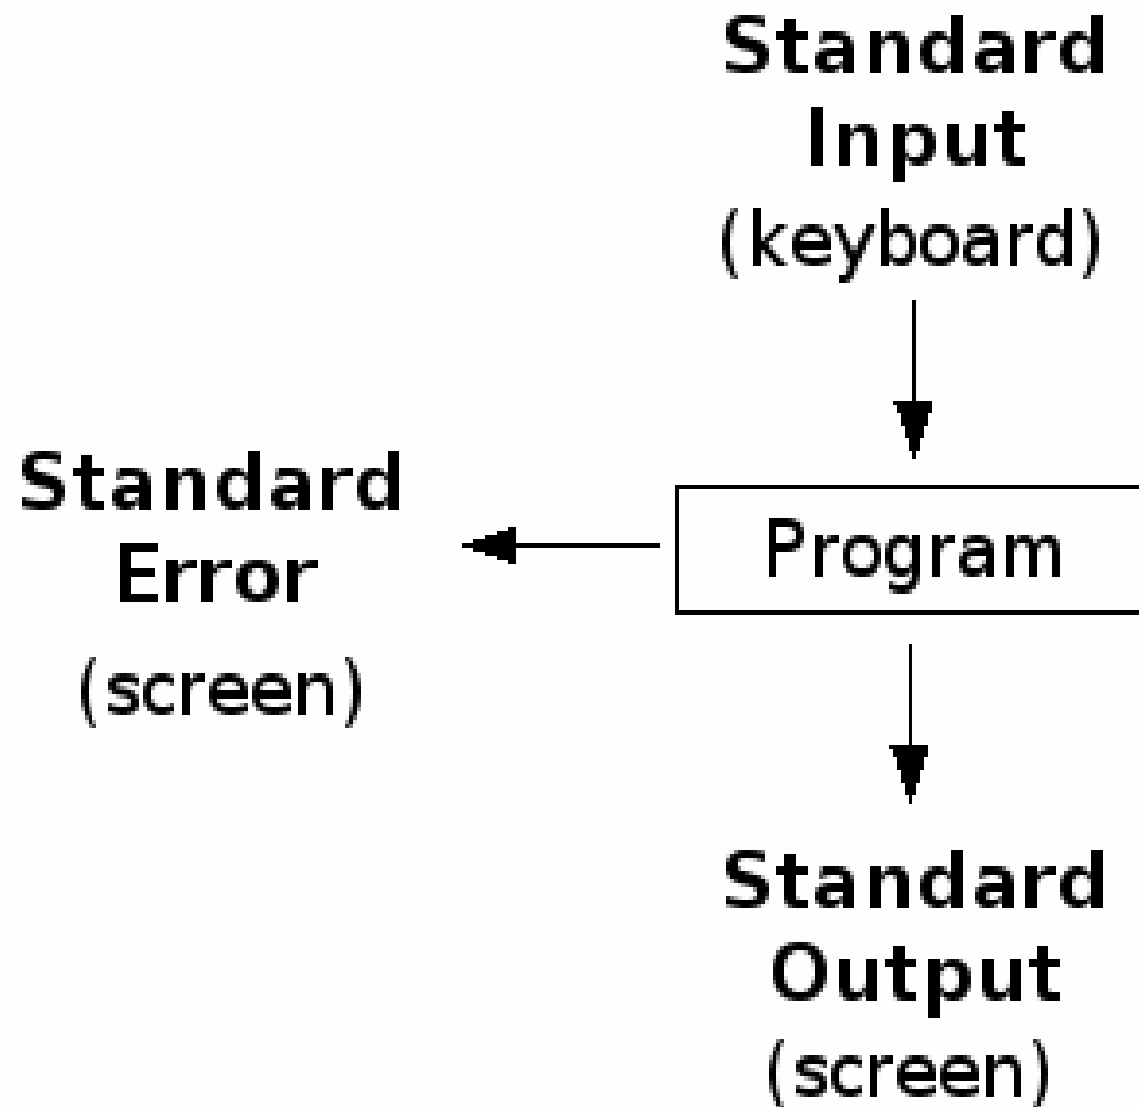 Standard
Input
(keyboard)
Standard
Error
(screen)
Program
Standard
Output
(screen)